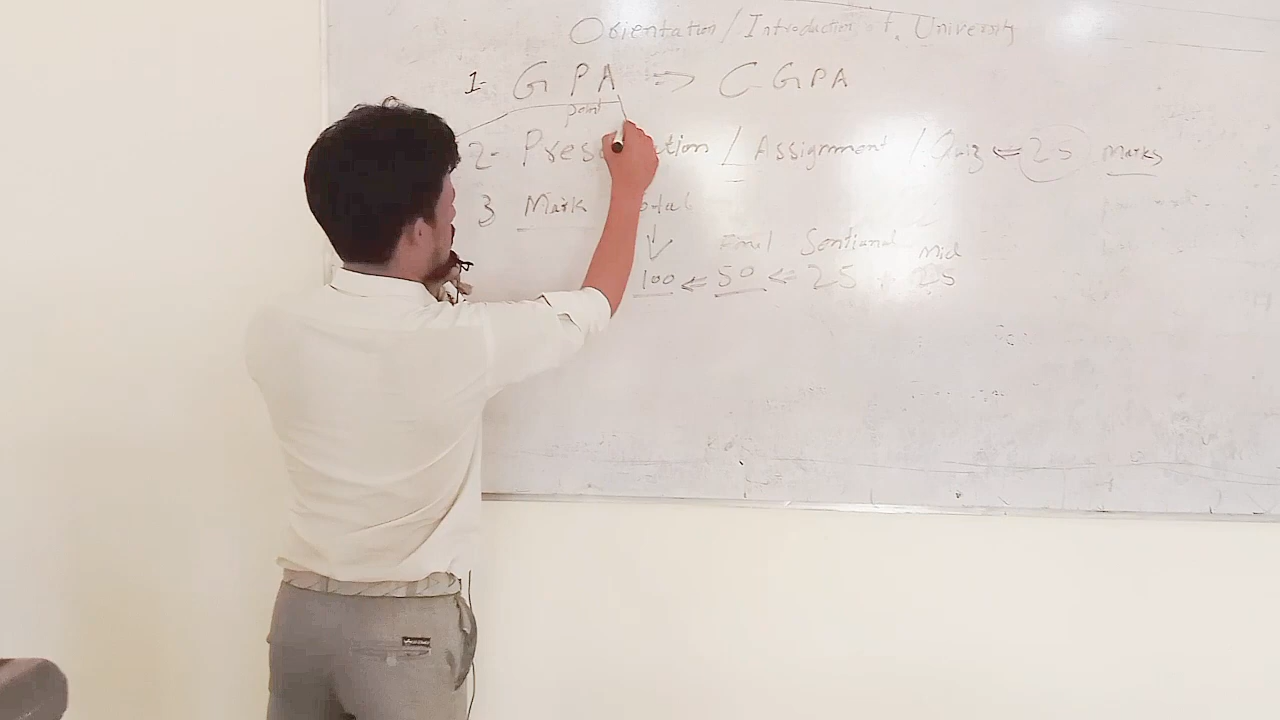 Orientation / Introduction of University
1- GPA => CGPA
point
2- Pres tion / Assignment / Quiz <= 25 Marks
3 Mark
Final Sentional Mid
100 <= 50 <= 25 + 25